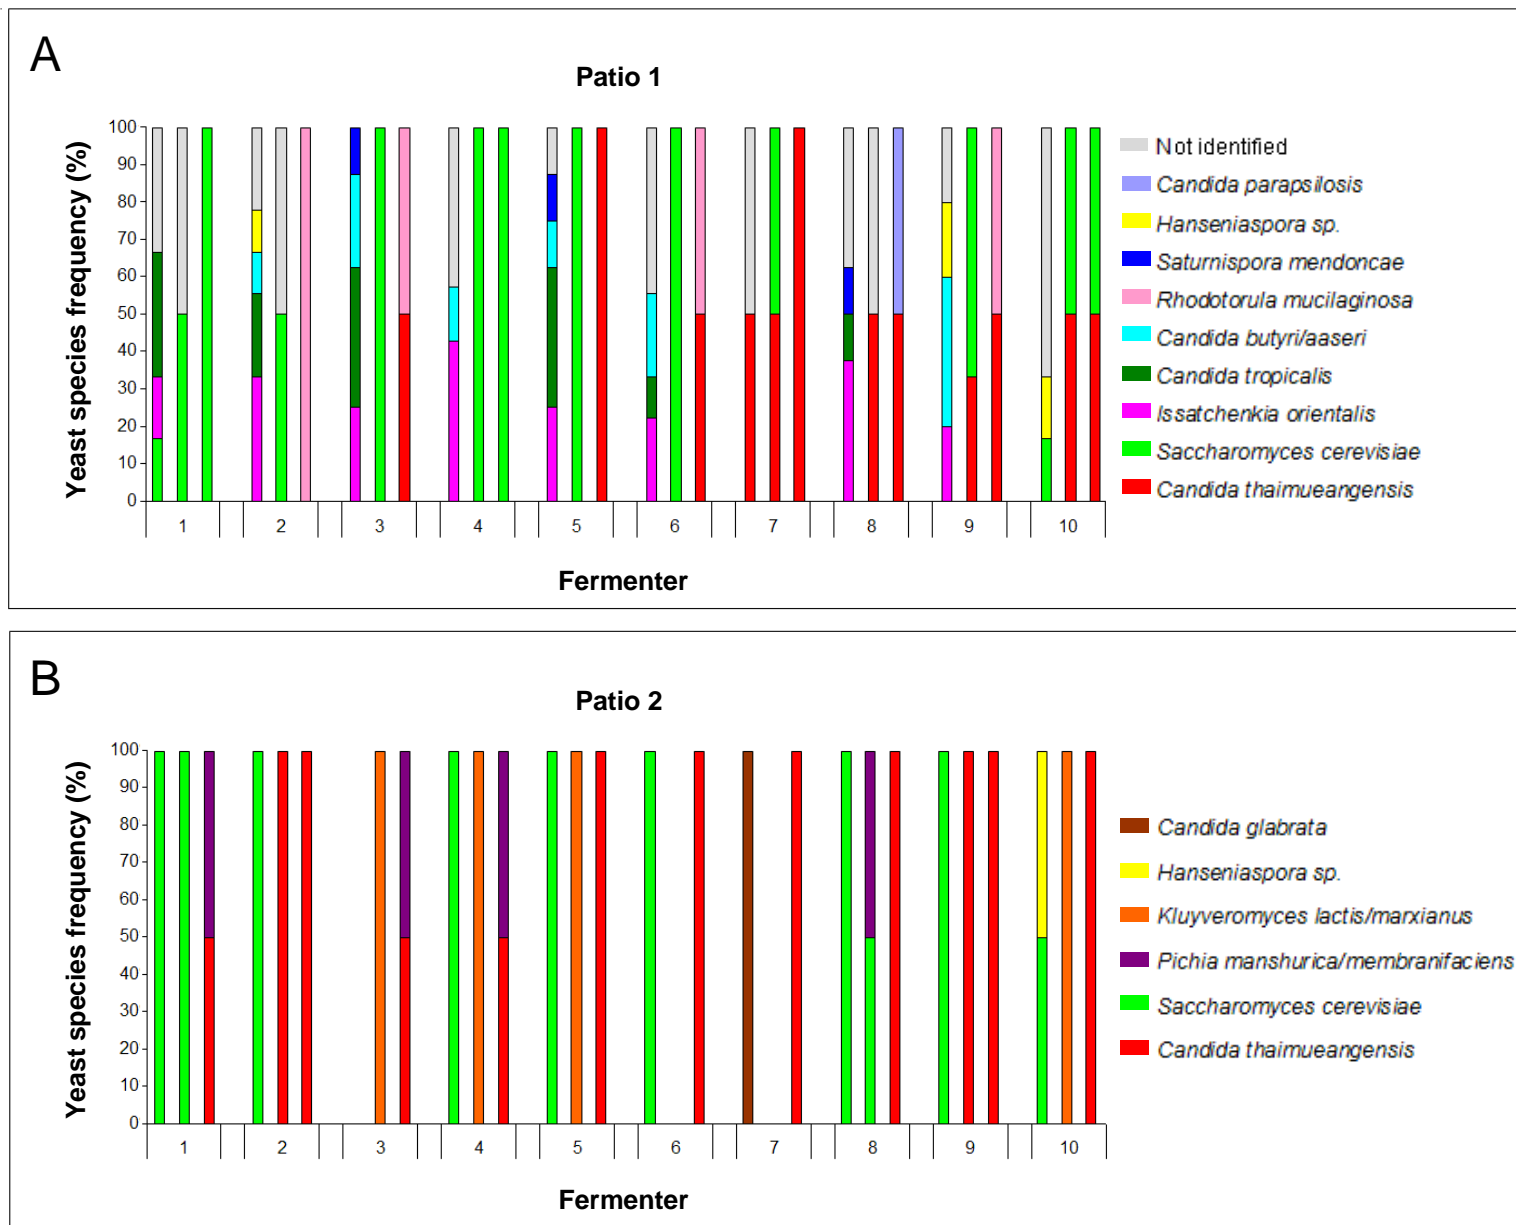 A
Patio 1
Yeast species frequency (%)
100
90
80
70
60
50
40
30
20
10
0
1 2 3 4 5 6 7 8 9 10
Fermenter
Not identified
Candida parapsilosis
Hanseniaspora sp.
Saturnispora mendoncae
Rhodotorula mucilaginosa
Candida butyri/aaseri
Candida tropicalis
Issatchenkia orientalis
Saccharomyces cerevisiae
Candida thaimueangensis
B
Patio 2
Yeast species frequency (%)
100
90
80
70
60
50
40
30
20
10
0
1 2 3 4 5 6 7 8 9 10
Fermenter
Candida glabrata
Hanseniaspora sp.
Kluyveromyces lactis/marxianus
Pichia manshurica/membranifaciens
Saccharomyces cerevisiae
Candida thaimueangensis